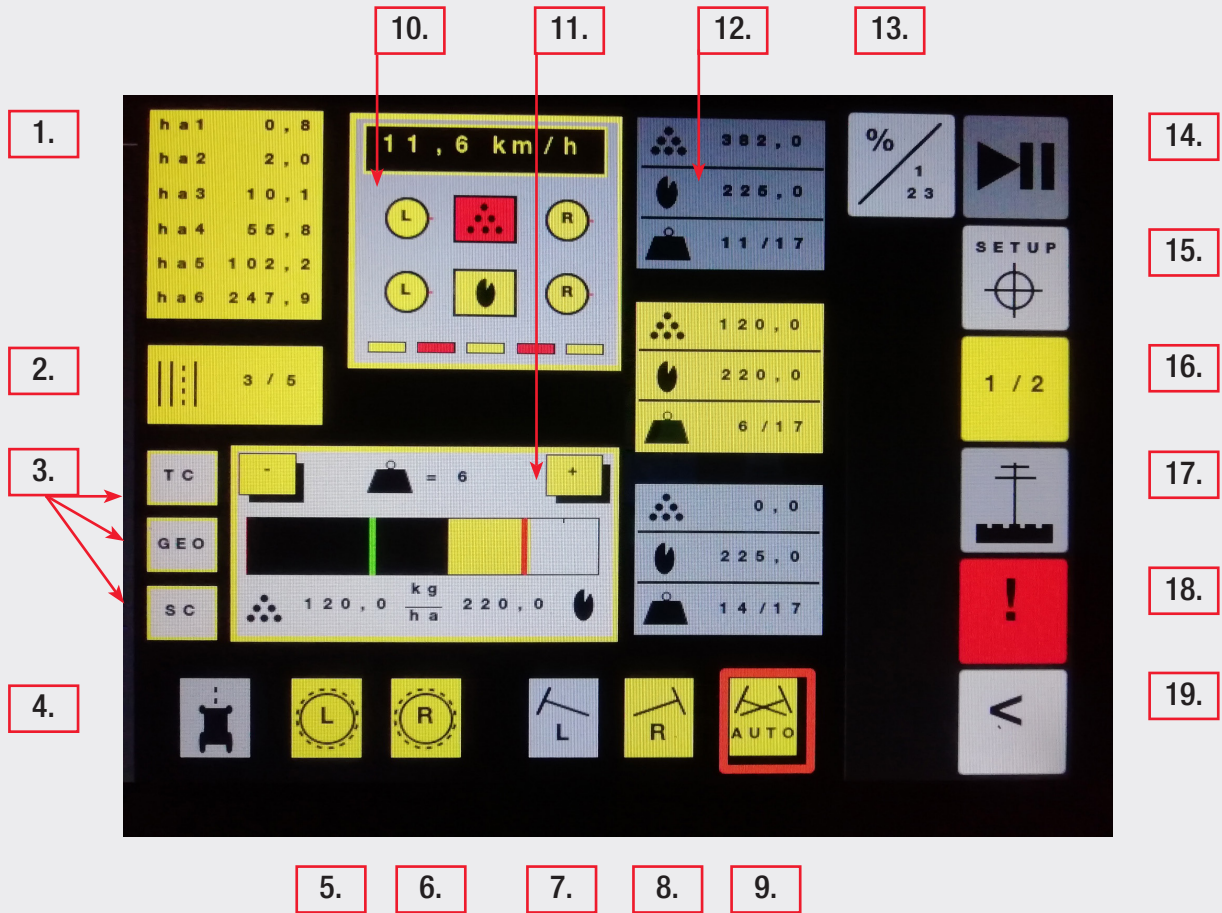 10. 11. 12. 13.
1.
ha1 0,8
ha2 2,0
ha3 10,1
ha4 55,8
ha5 102,2
ha6 247,9
11,6 km/h
L R
L R
382,0
225,0
11/17
%
1
23
14.
SETUP
15.
2.
3 / 5
120,0
220,0
6/17
1 / 2
16.
3.
TC
GEO
SC
- = 6 +
120,0 kg
ha 220,0
0,0
225,0
14/17
17.
!
18.
4.
L R L R AUTO
<
19.
5. 6. 7. 8. 9.